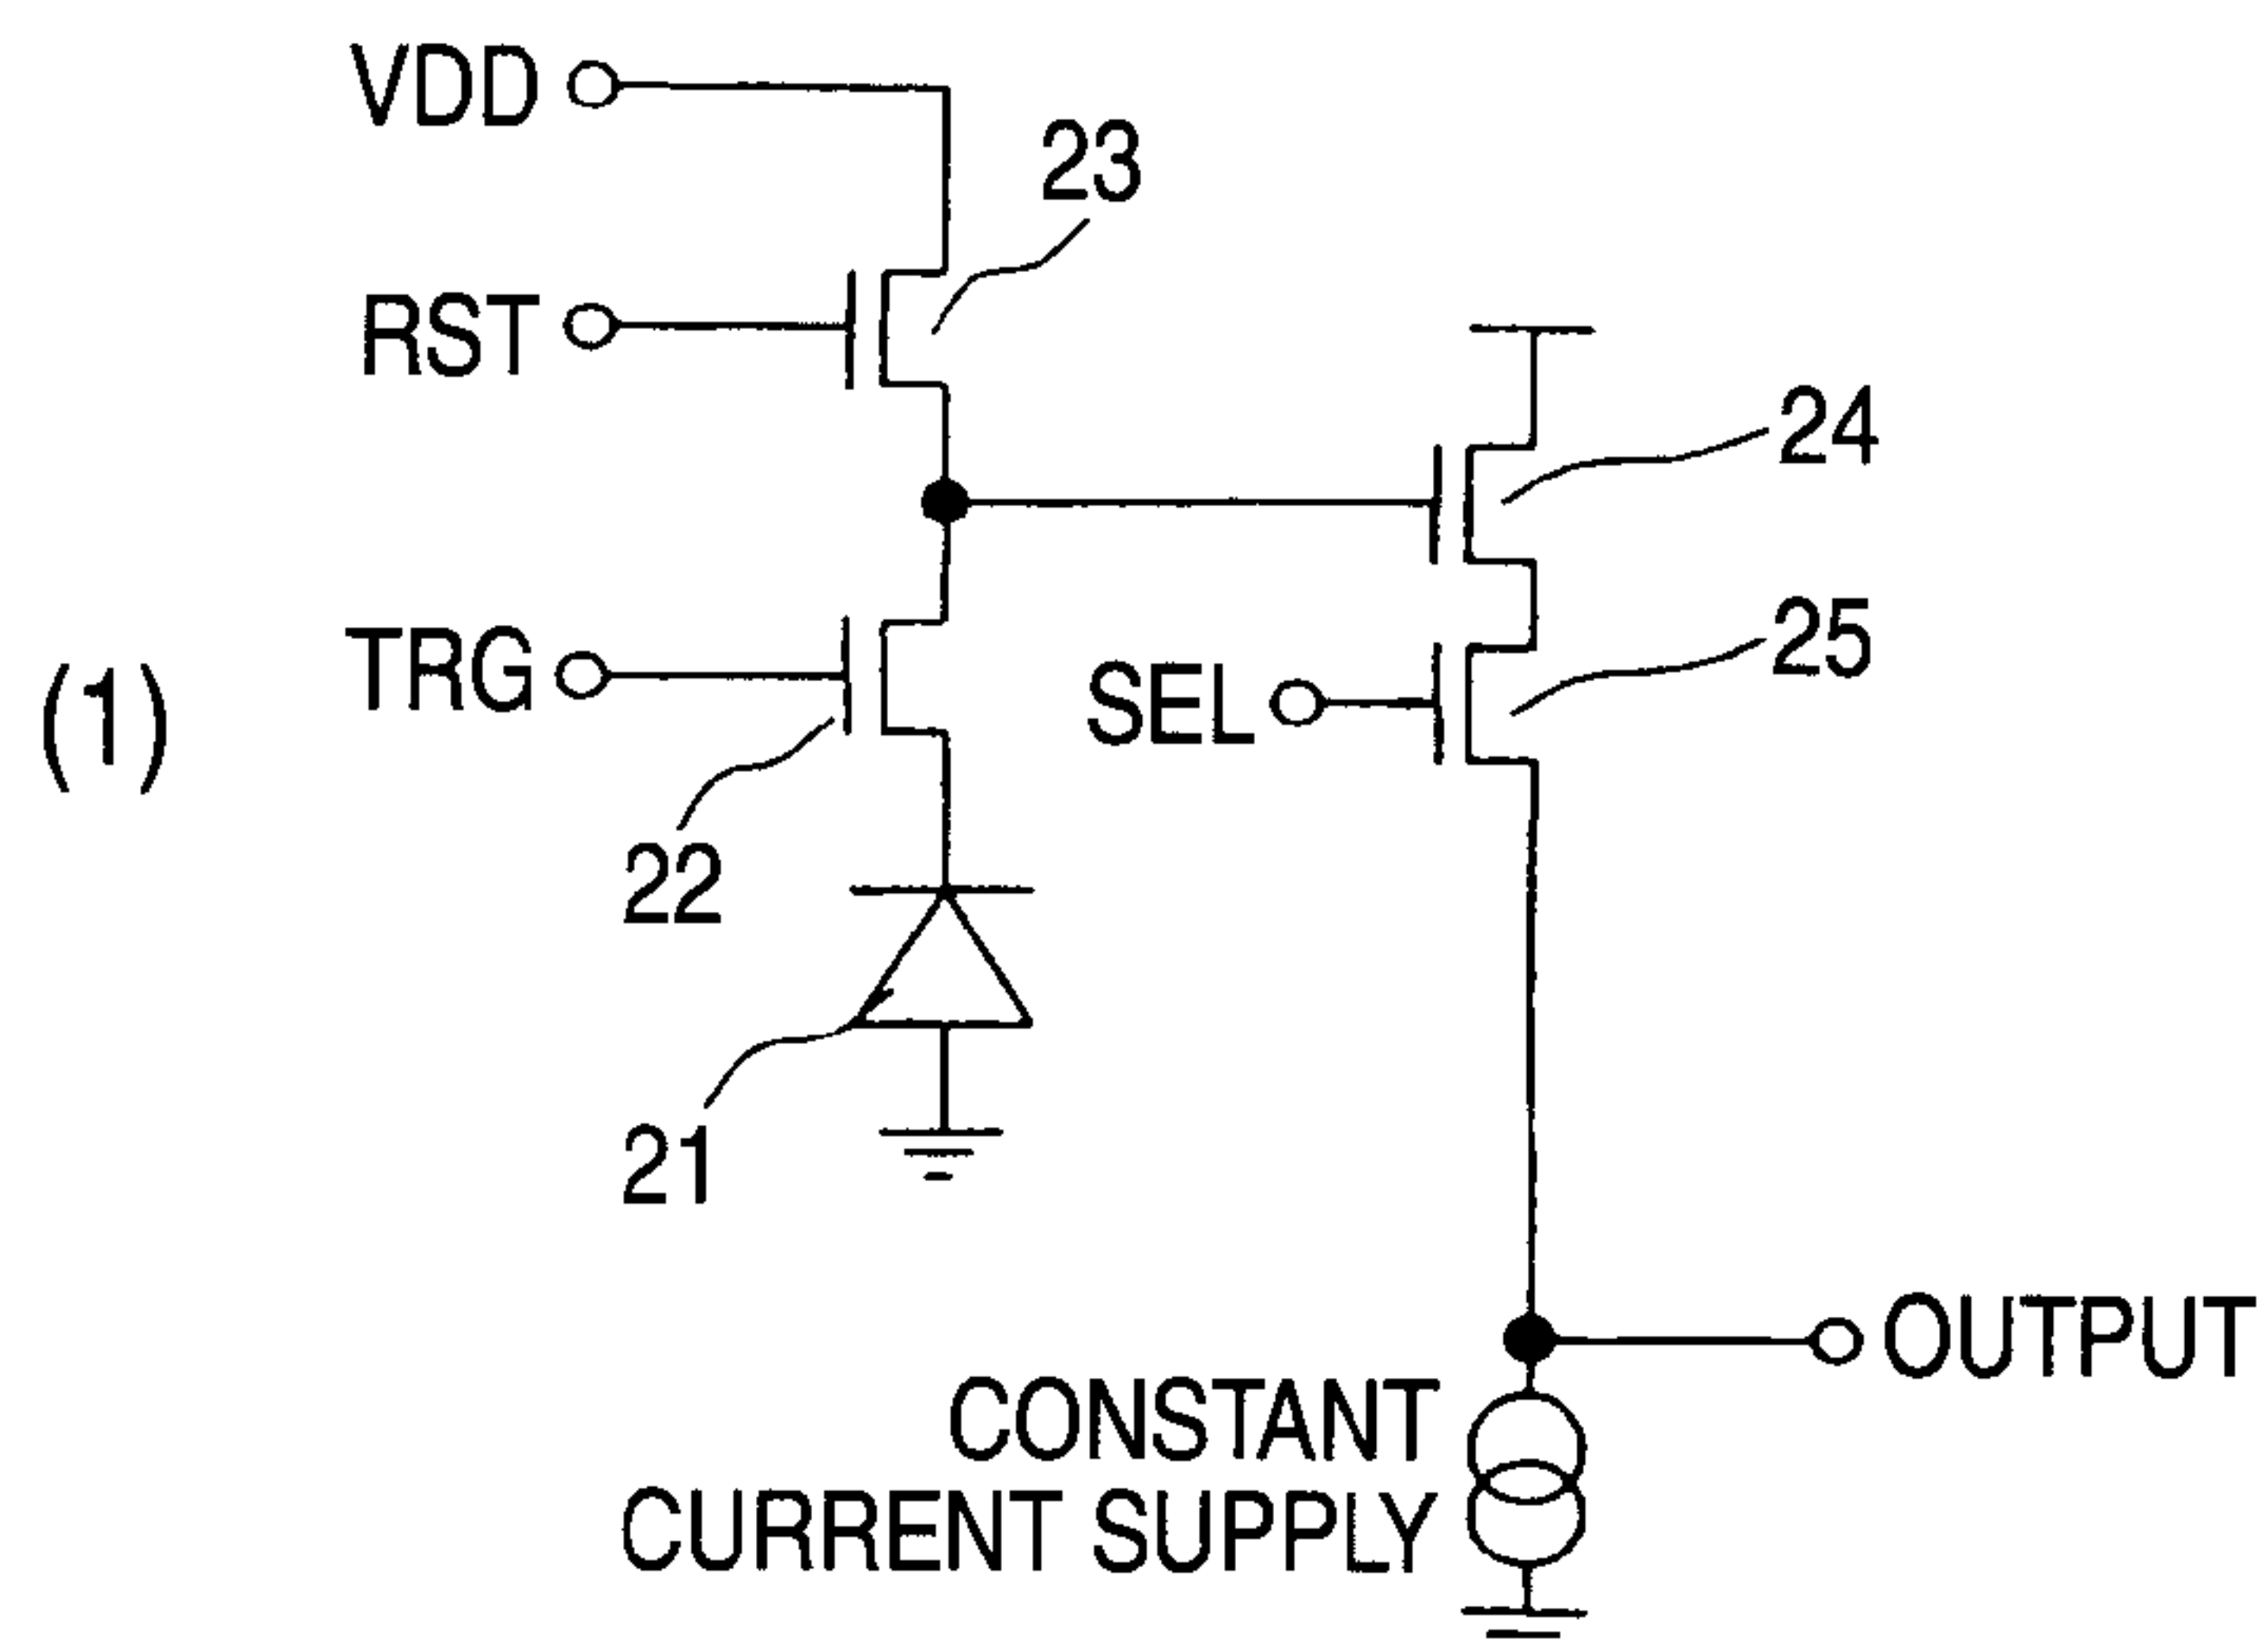 VDD
23
RST
24
25
TRG
SEL
(1)
22
21
OUTPUT
CONSTANT
CURRENT SUPPLY